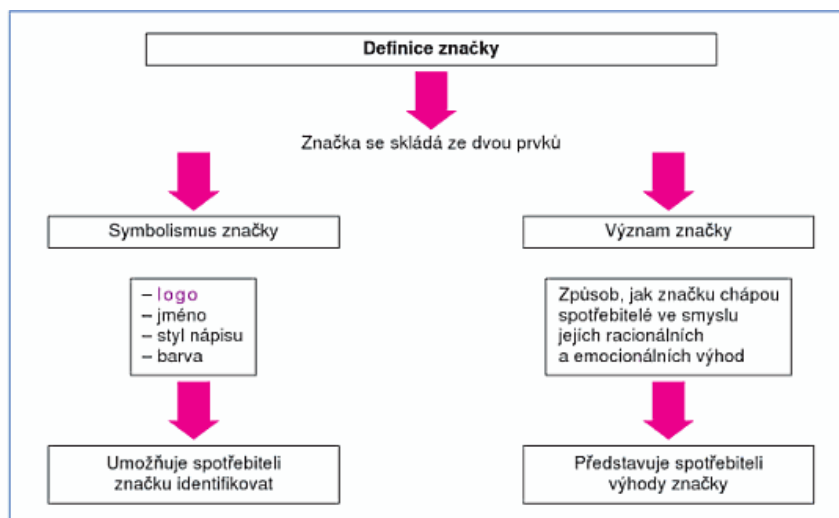 Definice značky
Značka se skládá ze dvou prvků
Symbolismus značky
– logo
– jméno
– styl nápisu
– barva
Umožňuje spotřebiteli
značku identifikovat
Význam značky
Způsob, jak značku chápou
spotřebitelé ve smyslu
jejich racionálních
a emocionálních výhod
Představuje spotřebiteli
výhody značky